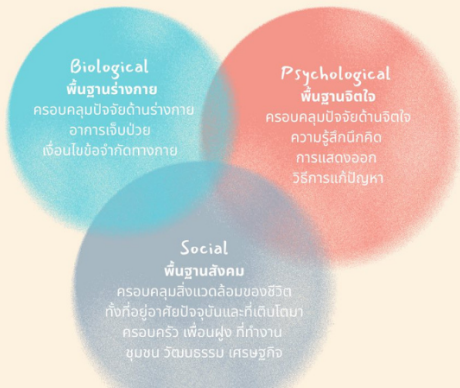 Biological
พื้นฐานร่างกาย
ครอบคลุมปัจจัยด้านร่างกาย
อาการเจ็บป่วย
เงื่อนไขข้อจำกัดทางกาย
Psychological
พื้นฐานจิตใจ
ครอบคลุมปัจจัยด้านจิตใจ
ความรู้สึกนึกคิด
การแสดงออก
วิธีการแก้ปัญหา
Social
พื้นฐานสังคม
ครอบคลุมสิ่งแวดล้อมของชีวิต
ทั้งที่อยู่อาศัยปัจจุบันและที่เติบโตมา
ครอบครัว เพื่อนฝูง ที่ทำงาน
ชุมชน วัฒนธรรม เศรษฐกิจ